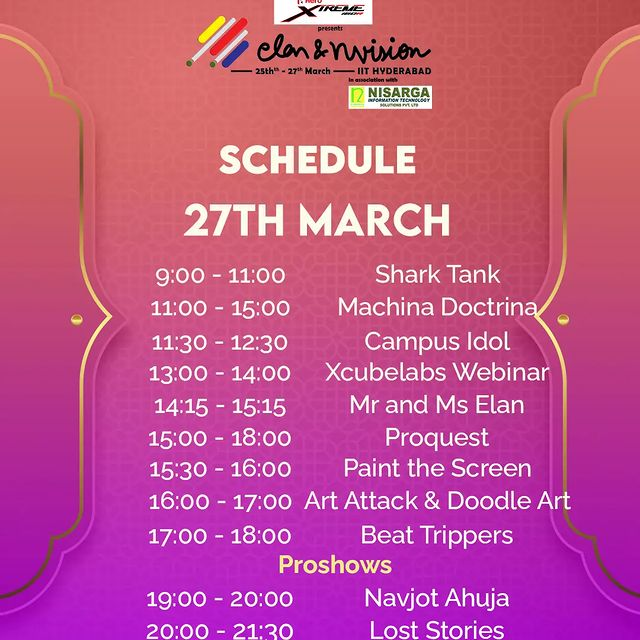 Hero
XTREME
160R
presents
elan & nvision
25th - 27th March
IIT HYDERABAD
In association with
NISARGA
INFORMATION TECHNOLOGY
SOLUTIONS PVT. LTD
SCHEDULE
27TH MARCH
9:00 - 11:00 Shark Tank
11:00 - 15:00 Machina Doctrina
11:30 - 12:30 Campus Idol
13:00 - 14:00 Xcubelabs Webinar
14:15 - 15:15 Mr and Ms Elan
15:00 - 18:00 Proquest
15:30 - 16:00 Paint the Screen
16:00 - 17:00 Art Attack & Doodle Art
17:00 - 18:00 Beat Trippers
Proshows
19:00 - 20:00 Navjot Ahuja
20:00 - 21:30 Lost Stories